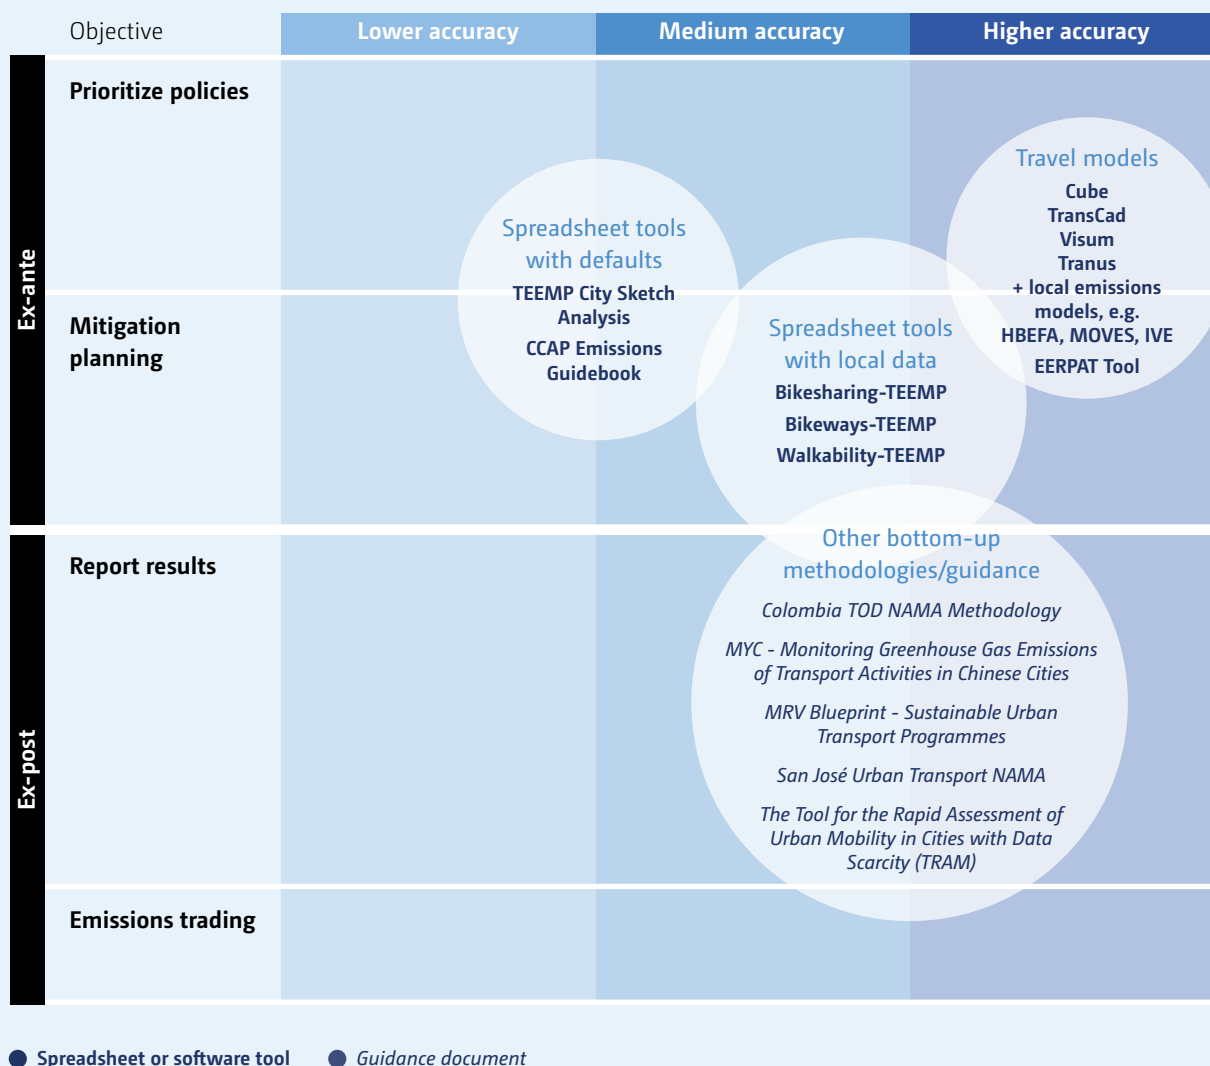 Objective
Lower accuracy
Medium accuracy
Higher accuracy
Ex-ante
Prioritize policies
Mitigation
planning
Spreadsheet tools
with defaults
TEEMP City Sketch
Analysis
CCAP Emissions
Guidebook
Spreadsheet tools
with local data
Bikesharing-TEEMP
Bikeways-TEEMP
Walkability-TEEMP
Travel models
Cube
TransCad
Visum
Tranus
+ local emissions
models, e.g.
HBEFA, MOVES, IVE
EERPAT Tool
Ex-post
Report results
Emissions trading
Other bottom-up
methodologies/guidance
Colombia TOD NAMA Methodology
MYC - Monitoring Greenhouse Gas Emissions
of Transport Activities in Chinese Cities
MRV Blueprint - Sustainable Urban
Transport Programmes
San José Urban Transport NAMA
The Tool for the Rapid Assessment of
Urban Mobility in Cities with Data
Scarcity (TRAM)
Spreadsheet or software tool
Guidance document